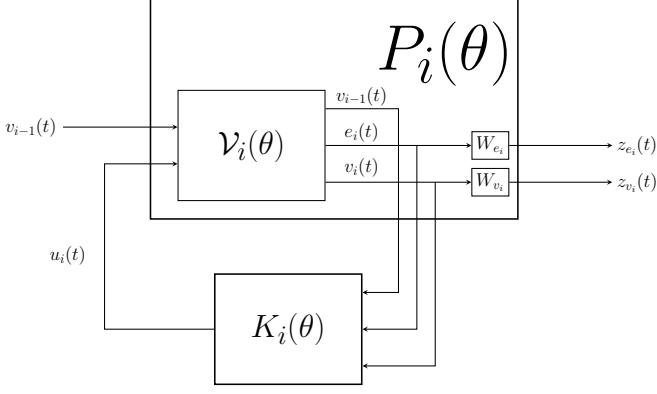 P_i(θ)
v_{i−1}(t)
v_{i−1}(t)
𝒱_i(θ)
e_i(t)
W_{e_i}
z_{e_i}(t)
v_i(t)
W_{v_i}
z_{v_i}(t)
u_i(t)
K_i(θ)